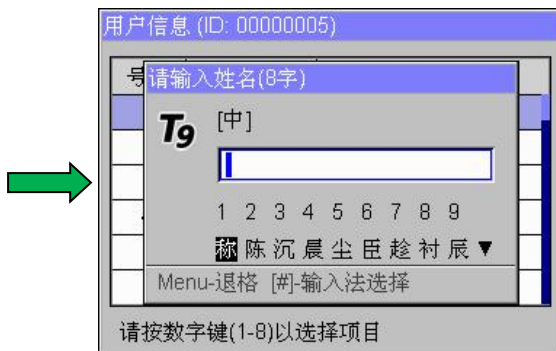 用户信息 (ID: 00000005)
号
请输入姓名(8字)
T9
[中]
1 2 3 4 5 6 7 8 9
称 陈 沉 晨 尘 臣 趁 衬 辰 ▼
Menu-退格 [#]-输入法选择
请按数字键(1-8)以选择项目